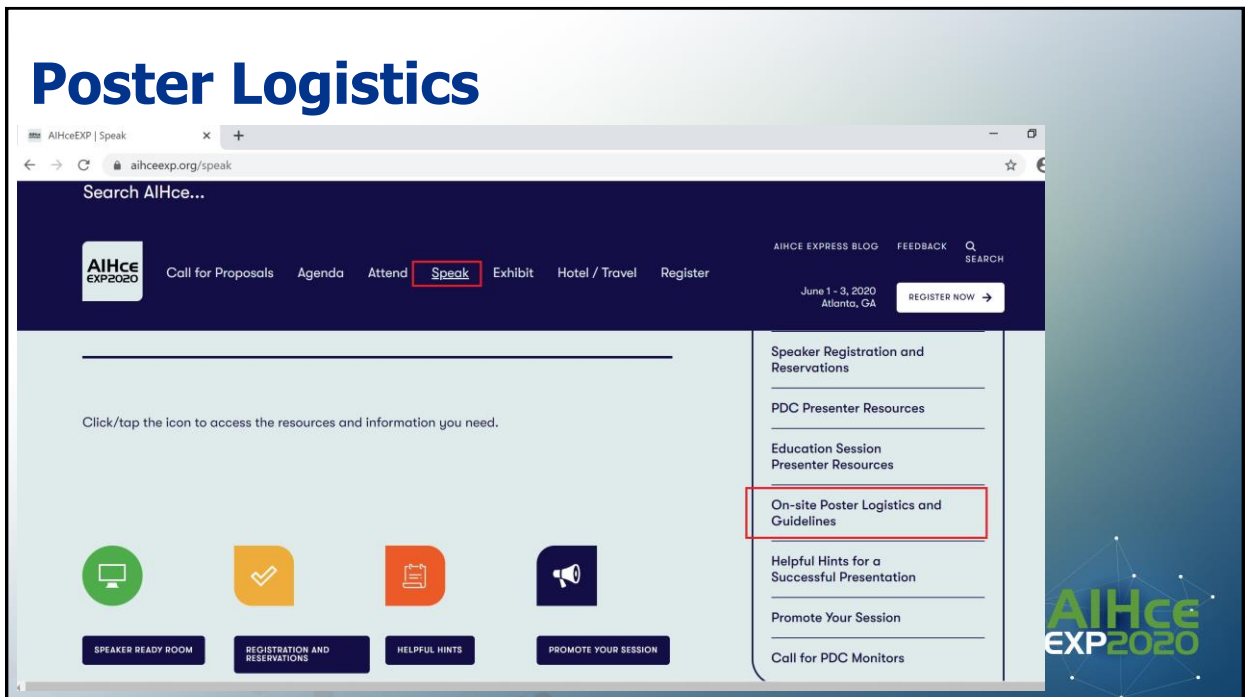 Poster Logistics
AIHceEXP | Speak
aihceexp.org/speak
Search AIHce...
AIHCE EXPRESS BLOG FEEDBACK SEARCH
AIHce
EXP2020
Call for Proposals Agenda Attend Speak Exhibit Hotel / Travel Register
June 1 - 3, 2020
Atlanta, GA
REGISTER NOW →
Click/tap the icon to access the resources and information you need.
SPEAKER READY ROOM
REGISTRATION AND
RESERVATIONS
HELPFUL HINTS
PROMOTE YOUR SESSION
Speaker Registration and
Reservations
PDC Presenter Resources
Education Session
Presenter Resources
On-site Poster Logistics and
Guidelines
Helpful Hints for a
Successful Presentation
Promote Your Session
Call for PDC Monitors
AIHce
EXP2020